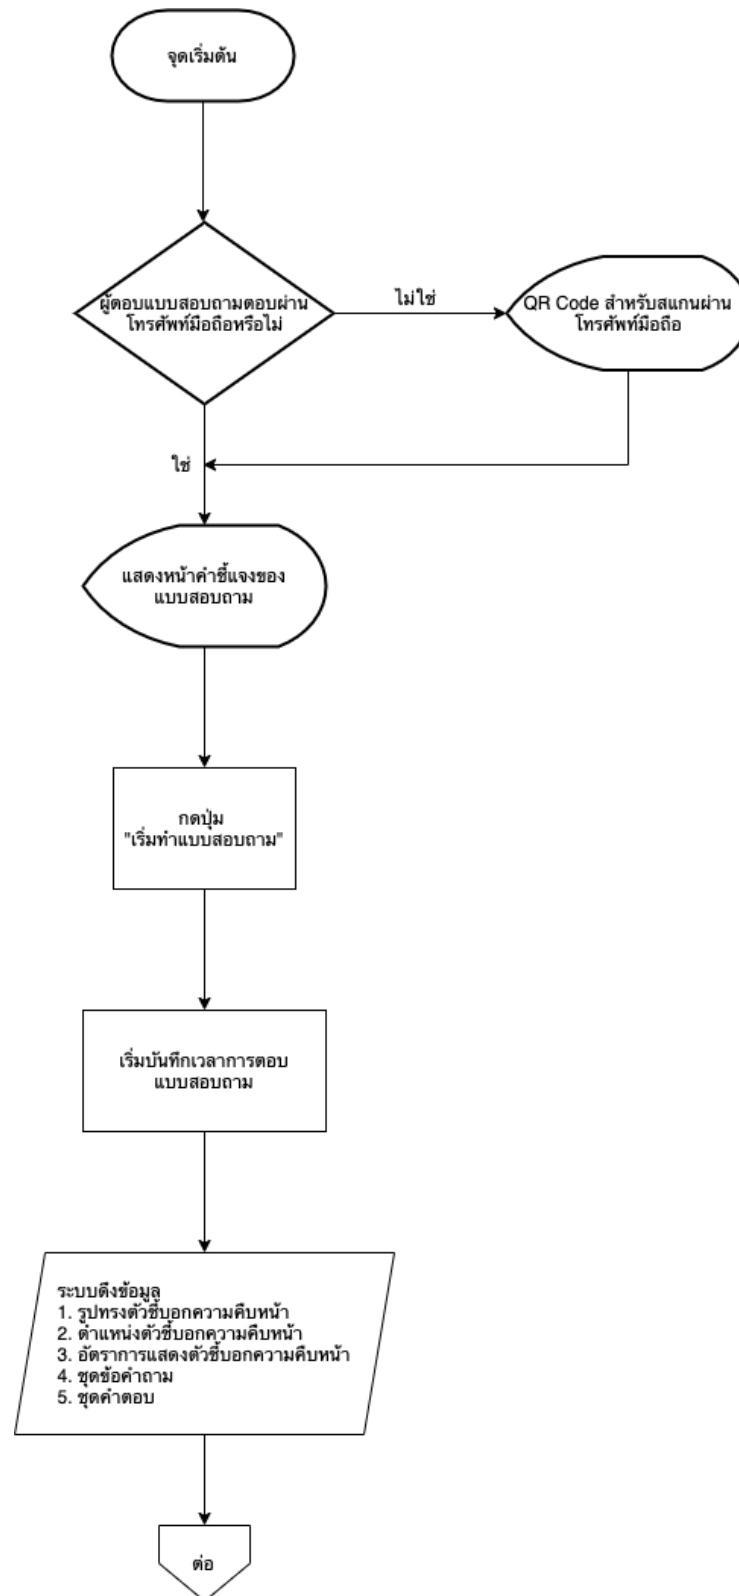 จุดเริ่มต้น
ผู้ตอบแบบสอบถามตอบผ่าน
โทรศัพท์มือถือหรือไม่
ไม่ใช่
QR Code สำหรับสแกนผ่าน
โทรศัพท์มือถือ
ใช่
แสดงหน้าคำชี้แจงของ
แบบสอบถาม
กดปุ่ม
"เริ่มทำแบบสอบถาม"
เริ่มบันทึกเวลาการตอบ
แบบสอบถาม
ระบบดึงข้อมูล
1. รูปทรงตัวชี้บอกความคืบหน้า
2. ตำแหน่งตัวชี้บอกความคืบหน้า
3. อัตราการแสดงตัวชี้บอกความคืบหน้า
4. ชุดข้อคำถาม
5. ชุดคำตอบ
ต่อ